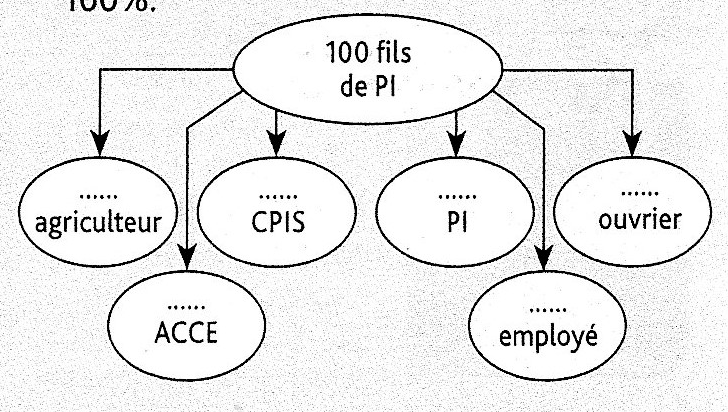 100%.
100 fils
de PI
......
agriculteur
......
CPIS
......
PI
......
ouvrier
......
ACCE
......
employé